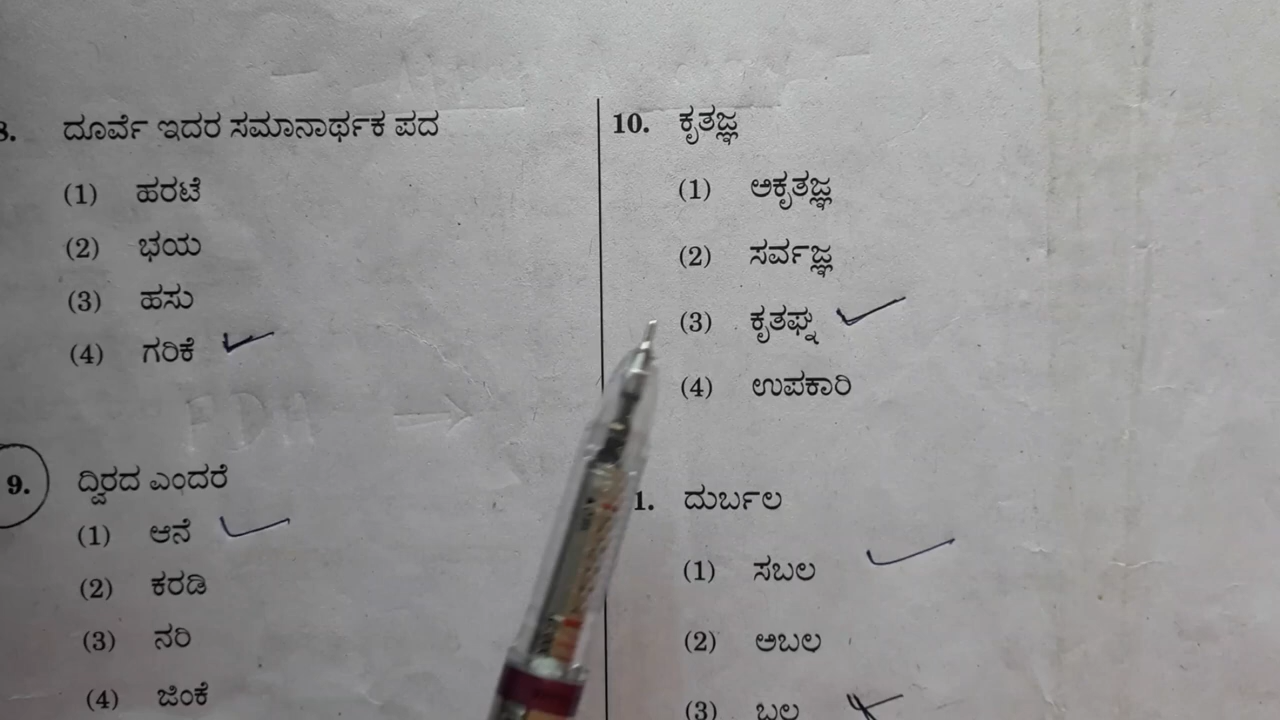 8. ದೂರ್ವೆ ಇದರ ಸಮಾನಾರ್ಥಕ ಪದ
(1) ಹರಟೆ
(2) ಭಯ
(3) ಹಸು
(4) ಗರಿಕೆ
9. ದ್ವಿರದ ಎಂದರೆ
(1) ಆನೆ
(2) ಕರಡಿ
(3) ನರಿ
(4) ಜಿಂಕೆ
10. ಕೃತಜ್ಞ
(1) ಅಕೃತಜ್ಞ
(2) ಸರ್ವಜ್ಞ
(3) ಕೃತಘ್ನ
(4) ಉಪಕಾರಿ
1. ದುರ್ಬಲ
(1) ಸಬಲ
(2) ಅಬಲ
(3) ಬಲ